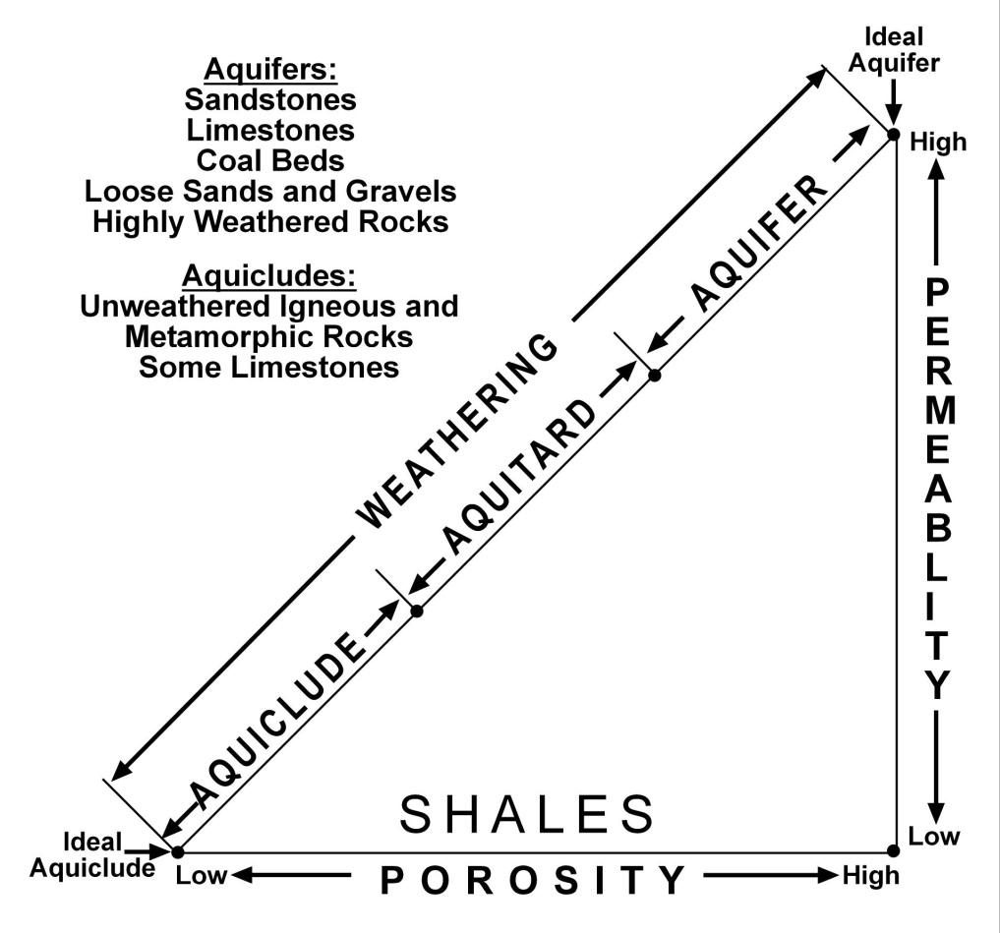 Aquifers:
Sandstones
Limestones
Coal Beds
Loose Sands and Gravels
Highly Weathered Rocks
Aquicludes:
Unweathered Igneous and
Metamorphic Rocks
Some Limestones
Ideal
Aquifer
High
PERMEABLITY
Low
WEATHERING
AQUIFER
AQUITARD
AQUICLUDE
SHALES
Ideal
Aquiclude
Low
POROSITY
High